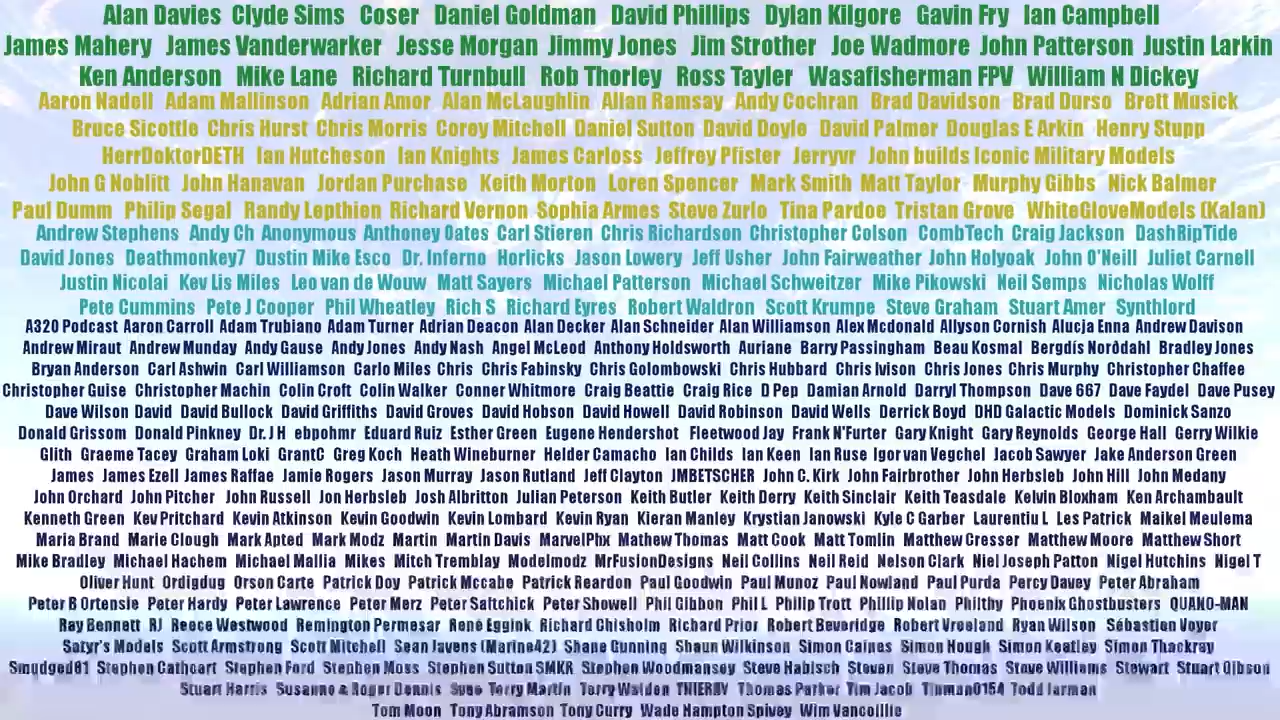 Alan Davies Clyde Sims Coser Daniel Goldman David Phillips Dylan Kilgore Gavin Fry Ian Campbell
James Mahery James Vanderwarker Jesse Morgan Jimmy Jones Jim Strother Joe Wadmore John Patterson Justin Larkin
Ken Anderson Mike Lane Richard Turnbull Rob Thorley Ross Tayler Wasafisherman FPV William N Dickey
Aaron Nadell Adam Mallinson Adrian Amor Alan McLaughlin Allan Ramsay Andy Cochran Brad Davidson Brad Durso Brett Musick
Bruce Sicottle Chris Hurst Chris Morris Corey Mitchell Daniel Sutton David Doyle David Palmer Douglas E Arkin Henry Stupp
HerrDoktorDETH Ian Hutcheson Ian Knights James Carloss Jeffrey Pfister Jerryvr John builds Iconic Military Models
John G Noblitt John Hanavan Jordan Purchase Keith Morton Loren Spencer Mark Smith Matt Taylor Murphy Gibbs Nick Balmer
Paul Dumm Philip Segal Randy Lepthien Richard Vernon Sophia Armes Steve Zurlo Tina Pardoe Tristan Grove WhiteGloveModels (Kalan)
Andrew Stephens Andy Ch Anonymous Anthoney Oates Carl Stieren Chris Richardson Christopher Colson CombTech Craig Jackson DashRipTide
David Jones Deathmonkey7 Dustin Mike Esco Dr. Inferno Horlicks Jason Lowery Jeff Usher John Fairweather John Holyoak John O'Neill Juliet Carnell
Justin Nicolai Kev Lis Miles Leo van de Wouw Matt Sayers Michael Patterson Michael Schweitzer Mike Pikowski Neil Semps Nicholas Wolff
Pete Cummins Pete J Cooper Phil Wheatley Rich S Richard Eyres Robert Waldron Scott Krumpe Steve Graham Stuart Amer Synthlord
A320 Podcast Aaron Carroll Adam Trubiano Adam Turner Adrian Deacon Alan Decker Alan Schneider Alan Williamson Alex Mcdonald Allyson Cornish Alucja Enna Andrew Davison
Andrew Miraut Andrew Munday Andy Gause Andy Jones Andy Nash Angel McLeod Anthony Holdsworth Auriane Barry Passingham Beau Kosmal Bergdís Norðdahl Bradley Jones
Bryan Anderson Carl Ashwin Carl Williamson Carlo Miles Chris Chris Fabinsky Chris Golombowski Chris Hubbard Chris Ivison Chris Jones Chris Murphy Christopher Chaffee
Christopher Guise Christopher Machin Colin Croft Colin Walker Conner Whitmore Craig Beattie Craig Rice D Pep Damian Arnold Darryl Thompson Dave 667 Dave Faydel Dave Pusey
Dave Wilson David David Bullock David Griffiths David Groves David Hobson David Howell David Robinson David Wells Derrick Boyd DHD Galactic Models Dominick Sanzo
Donald Grissom Donald Pinkney Dr. J H ebpohmr Eduard Ruiz Esther Green Eugene Hendershot Fleetwood Jay Frank N'Furter Gary Knight Gary Reynolds George Hall Gerry Wilkie
Glith Graeme Tacey Graham Loki GrantC Greg Koch Heath Wineburner Helder Camacho Ian Childs Ian Keen Ian Ruse Igor van Vegchel Jacob Sawyer Jake Anderson Green
James James Ezell James Raffae Jamie Rogers Jason Murray Jason Rutland Jeff Clayton JMBETSCHER John C. Kirk John Fairbrother John Herbsleb John Hill John Medany
John Orchard John Pitcher John Russell Jon Herbsleb Josh Albritton Julian Peterson Keith Butler Keith Derry Keith Sinclair Keith Teasdale Kelvin Bloxham Ken Archambault
Kenneth Green Kev Pritchard Kevin Atkinson Kevin Goodwin Kevin Lombard Kevin Ryan Kieran Manley Krystian Janowski Kyle C Garber Laurentiu L Les Patrick Maikel Meulema
Maria Brand Marie Clough Mark Apted Mark Modz Martin Martin Davis MarvelPhx Mathew Thomas Matt Cook Matt Tomlin Matthew Cresser Matthew Moore Matthew Short
Mike Bradley Michael Hachem Michael Mallia Mikes Mitch Tremblay Modelmodz MrFusionDesigns Neil Collins Neil Reid Nelson Clark Niel Joseph Patton Nigel Hutchins Nigel T
Oliver Hunt Ordigdug Orson Carte Patrick Doy Patrick Mccabe Patrick Reardon Paul Goodwin Paul Munoz Paul Nowland Paul Purda Percy Davey Peter Abraham
Peter B Ortensie Peter Hardy Peter Lawrence Peter Merz Peter Saftchick Peter Showell Phil Gibbon Phil L Philip Trott Phillip Nolan Philthy Phoenix Ghostbusters QUANO-MAN
Ray Bennett RJ Reece Westwood Remington Permesar René Eggink Richard Chisholm Richard Prior Robert Beveridge Robert Vreeland Ryan Wilson Sébastien Voyer
Satyr's Models Scott Armstrong Scott Mitchell Sean Javens (Marine42) Shane Gunning Shaun Wilkinson Simon Caines Simon Hough Simon Keatley Simon Thackray
Smudged81 Stephen Cathcart Stephen Ford Stephen Moss Stephen Sutton SMKR Stephen Woodmansey Steve Habisch Steven Steve Thomas Steve Williams Stewart Stuart Gibson
Stuart Harris Susanne & Roger Dennis Terry Martin Terry Walden Thomas Parker Tim Jacob Tinman0154
Tom Moon Tony Abramson Tony Curry Wade Hampton Spivey Wim Vancoillie